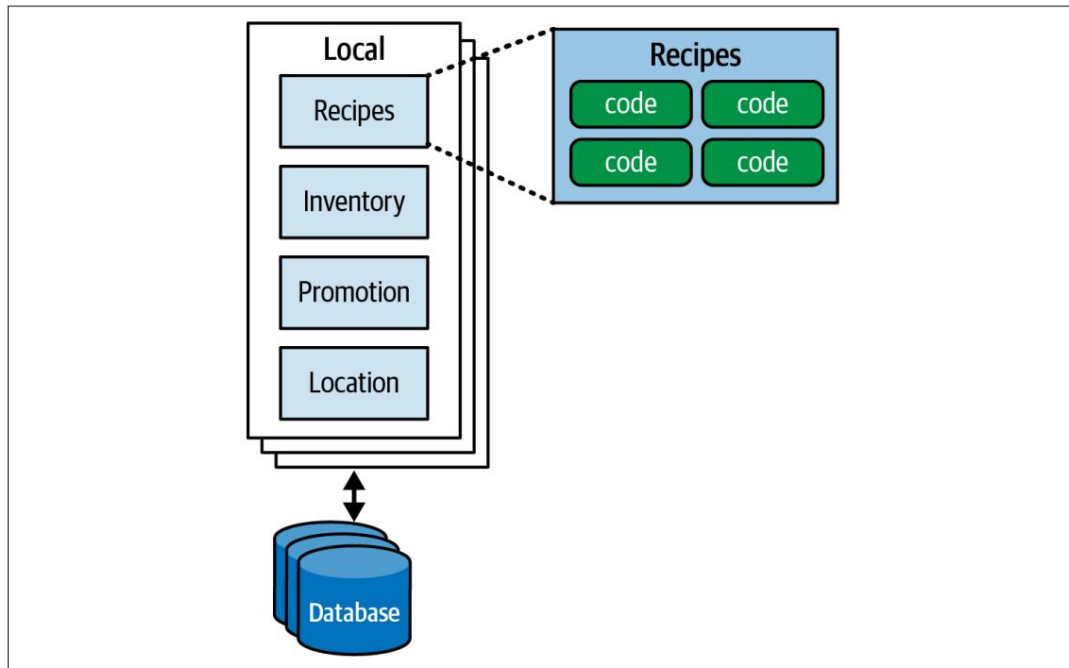 Local
Recipes
Inventory
Promotion
Location
Recipes
code code
code code
Database